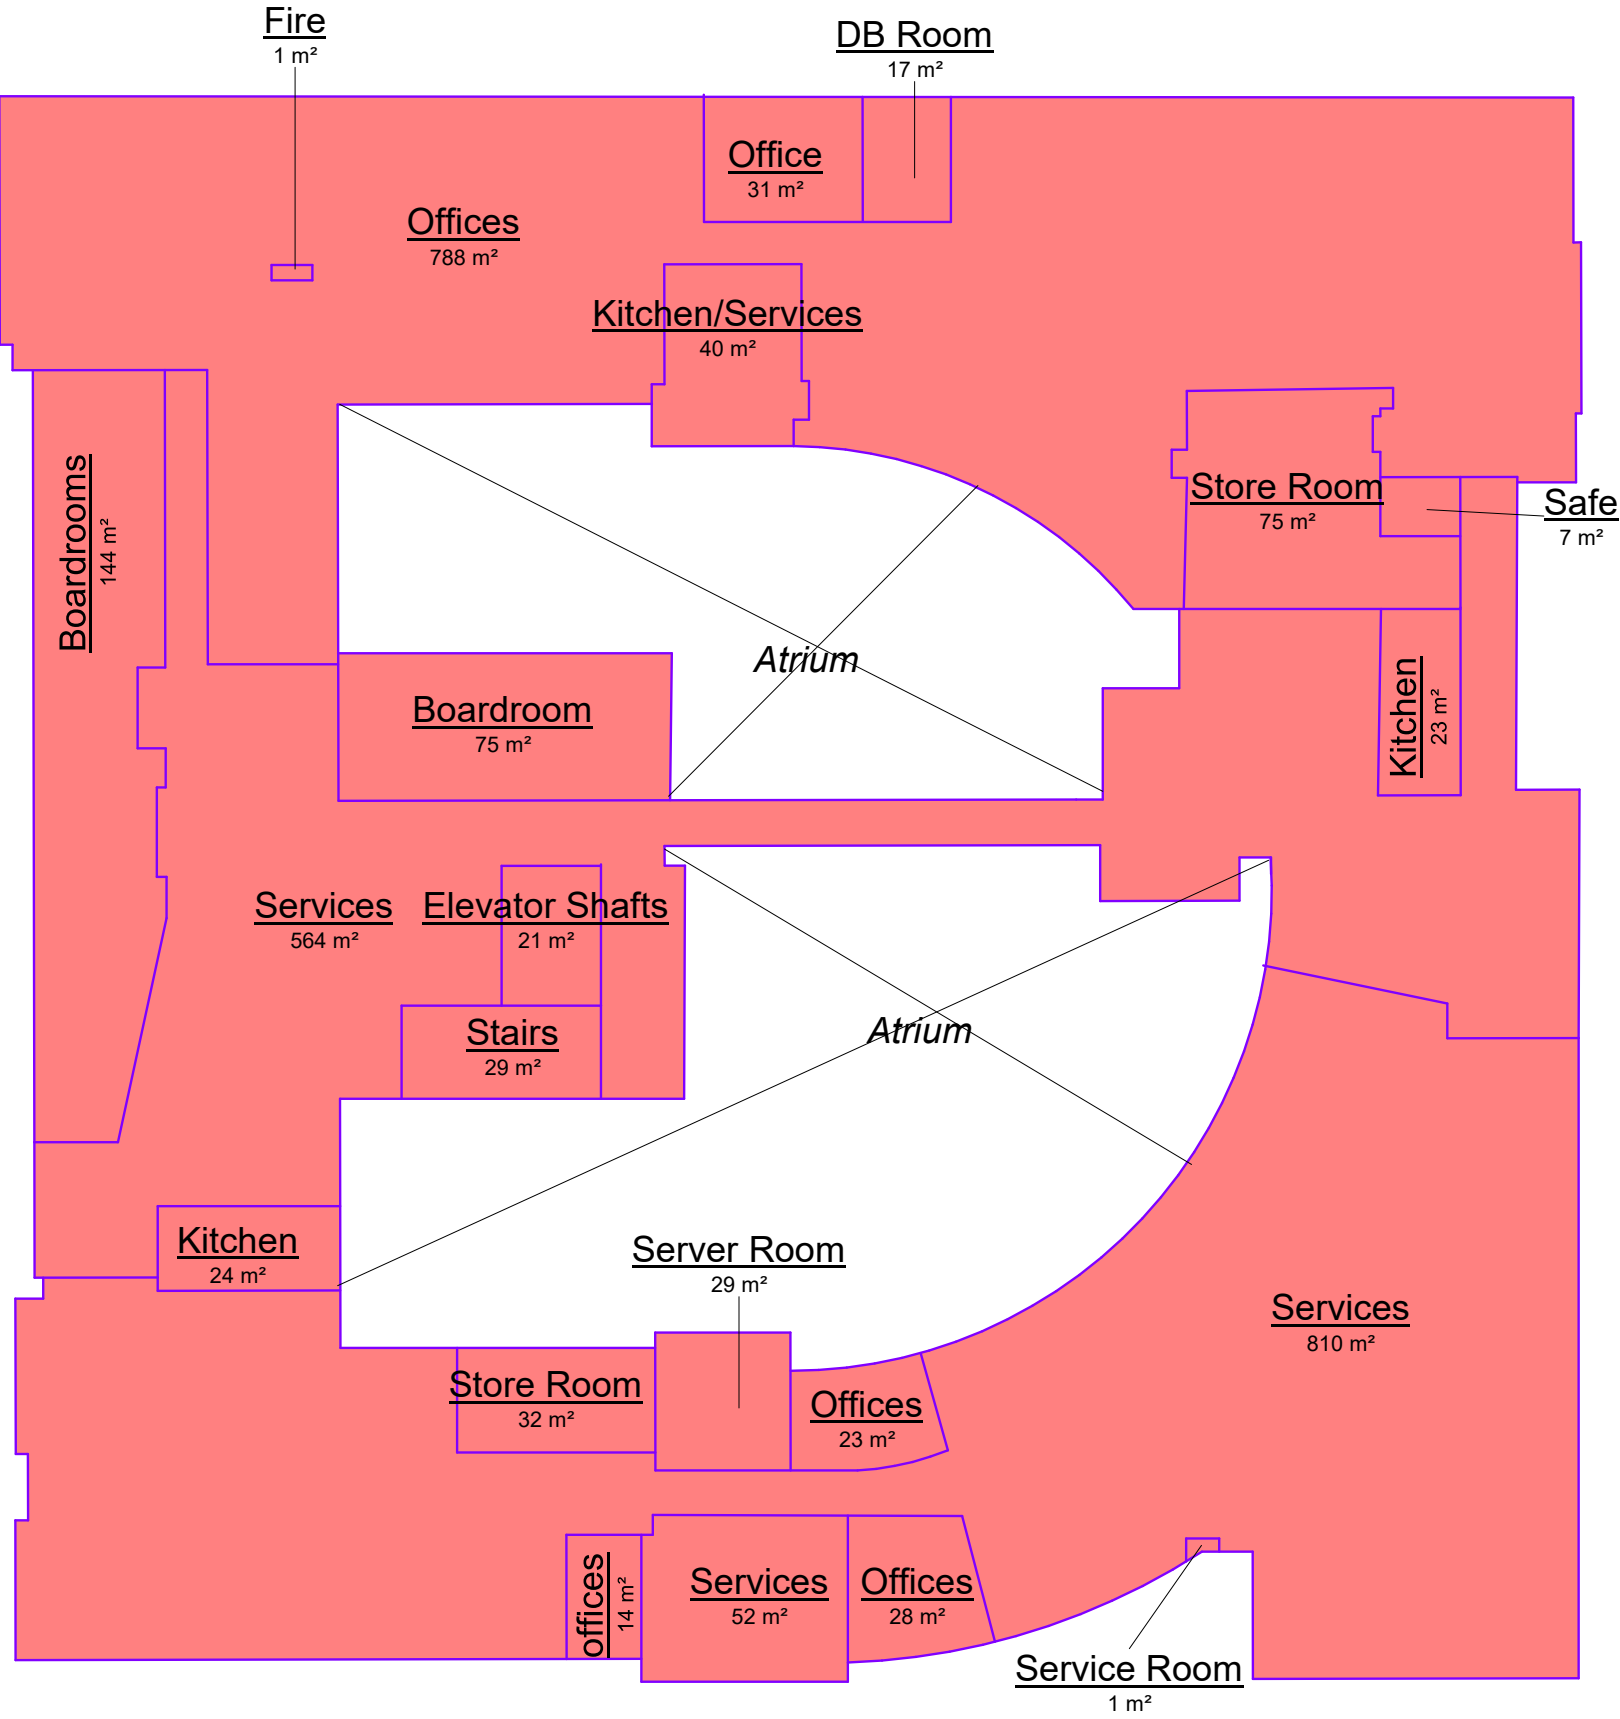 Fire
1 m²
DB Room
17 m²
Office
31 m²
Offices
788 m²
Kitchen/Services
40 m²
Boardrooms
144 m²
Store Room
75 m²
Safe
7 m²
Atrium
Boardroom
75 m²
Kitchen
23 m²
Services
564 m²
Elevator Shafts
21 m²
Stairs
29 m²
Atrium
Kitchen
24 m²
Server Room
29 m²
Services
810 m²
Store Room
32 m²
Offices
23 m²
offices
14 m²
Services
52 m²
Offices
28 m²
Service Room
1 m²